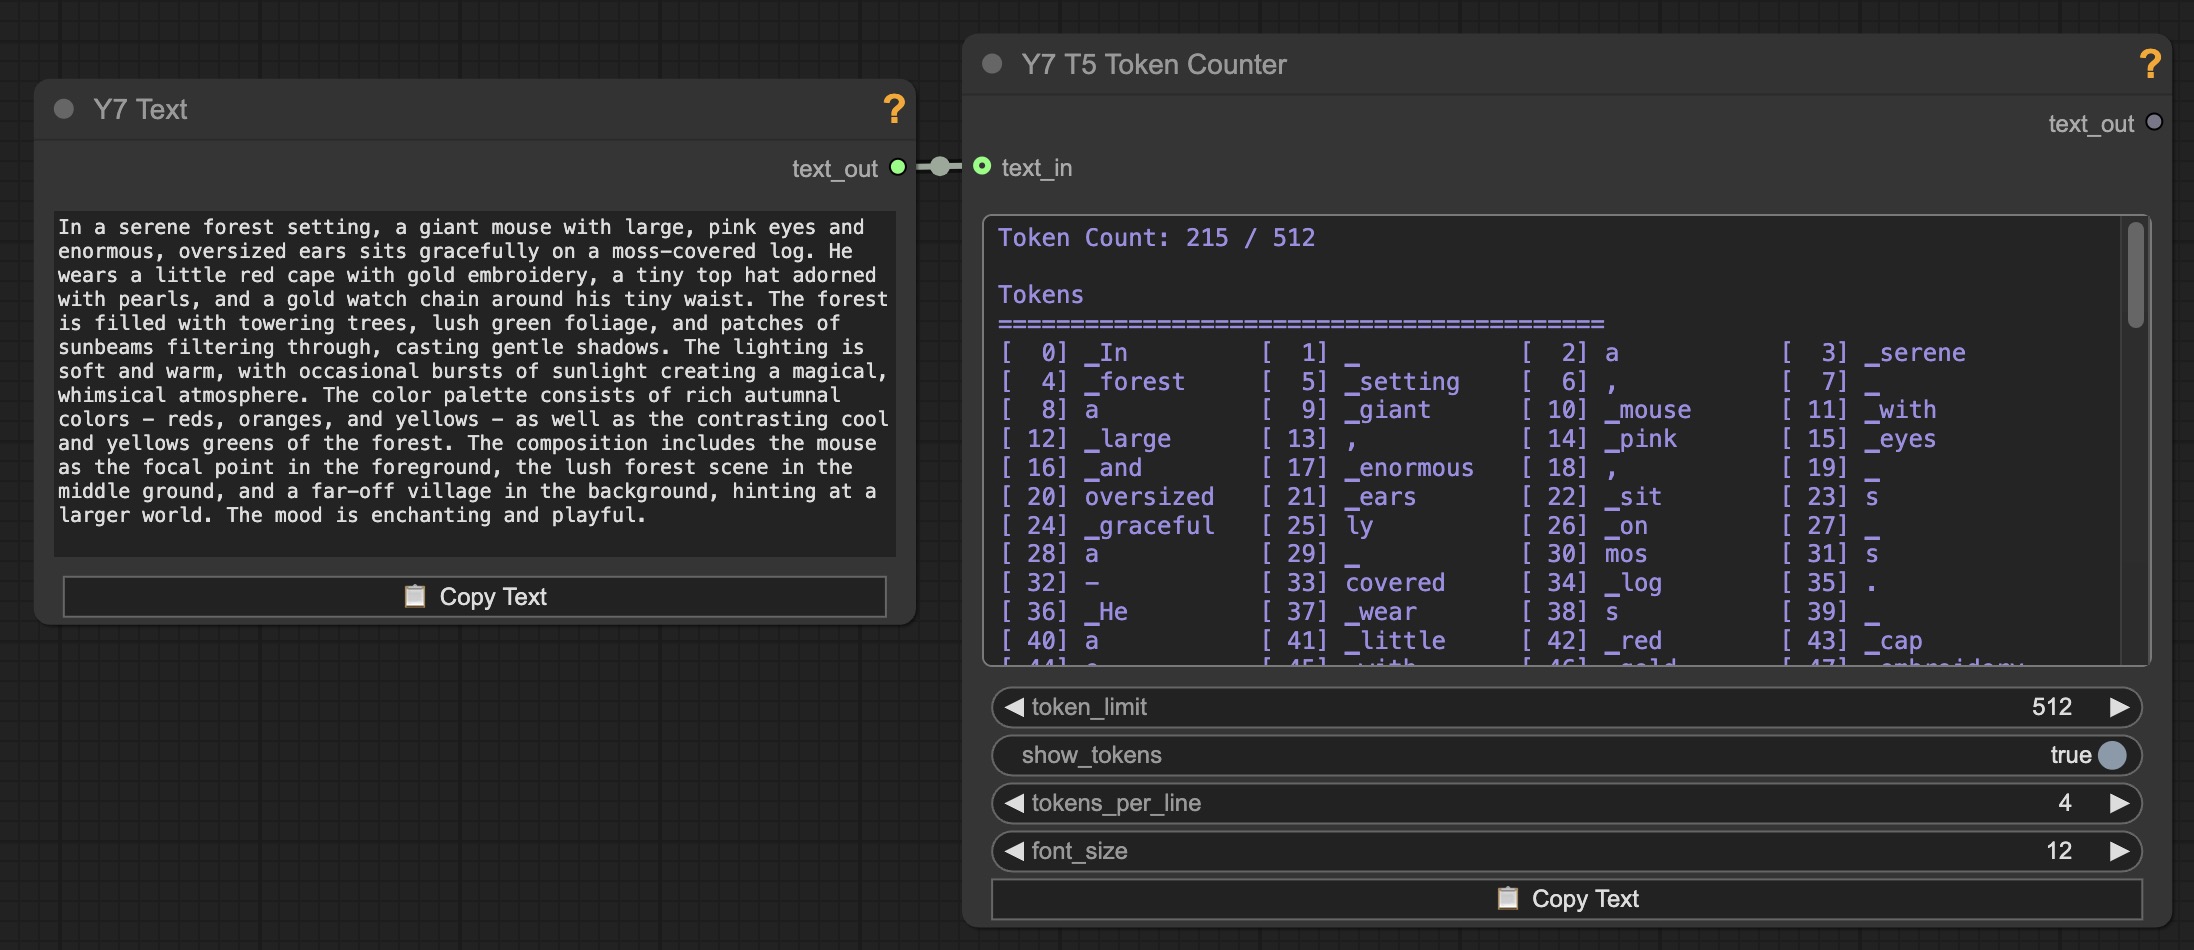 Y7 Text
?
text_out
In a serene forest setting, a giant mouse with large, pink eyes and
enormous, oversized ears sits gracefully on a moss-covered log. He
wears a little red cape with gold embroidery, a tiny top hat adorned
with pearls, and a gold watch chain around his tiny waist. The forest
is filled with towering trees, lush green foliage, and patches of
sunbeams filtering through, casting gentle shadows. The lighting is
soft and warm, with occasional bursts of sunlight creating a magical,
whimsical atmosphere. The color palette consists of rich autumnal
colors - reds, oranges, and yellows - as well as the contrasting cool
and yellows greens of the forest. The composition includes the mouse
as the focal point in the foreground, the lush forest scene in the
middle ground, and a far-off village in the background, hinting at a
larger world. The mood is enchanting and playful.
Copy Text
Y7 T5 Token Counter
?
text_out
text_in
Token Count: 215 / 512
Tokens
==========================================
[  0] _In [  1] _ [  2] a [  3] _serene
[  4] _forest [  5] _setting [  6] , [  7] _
[  8] a [  9] _giant [ 10] _mouse [ 11] _with
[ 12] _large [ 13] , [ 14] _pink [ 15] _eyes
[ 16] _and [ 17] _enormous [ 18] , [ 19] _
[ 20] oversized [ 21] _ears [ 22] _sit [ 23] s
[ 24] _graceful [ 25] ly [ 26] _on [ 27] _
[ 28] a [ 29] _ [ 30] mos [ 31] s
[ 32] - [ 33] covered [ 34] _log [ 35] .
[ 36] _He [ 37] _wear [ 38] s [ 39] _
[ 40] a [ 41] _little [ 42] _red [ 43] _cap
[ 44] e [ 45] _with [ 46] _gold [ 47] _embroidery
token_limit 512
show_tokens true
tokens_per_line 4
font_size 12
Copy Text